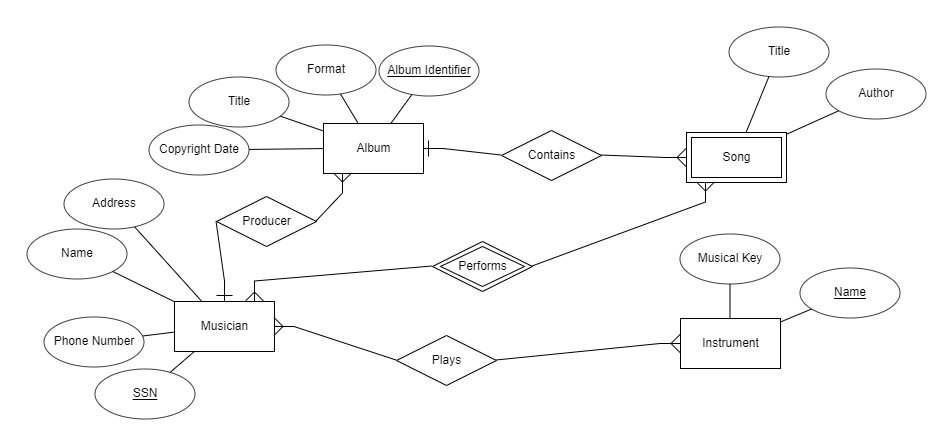 Title
Format
Album Identifier
Title
Author
Copyright Date
Album
Contains
Song
Address
Producer
Name
Performs
Musical Key
Name
Musician
Phone Number
Plays
Instrument
SSN